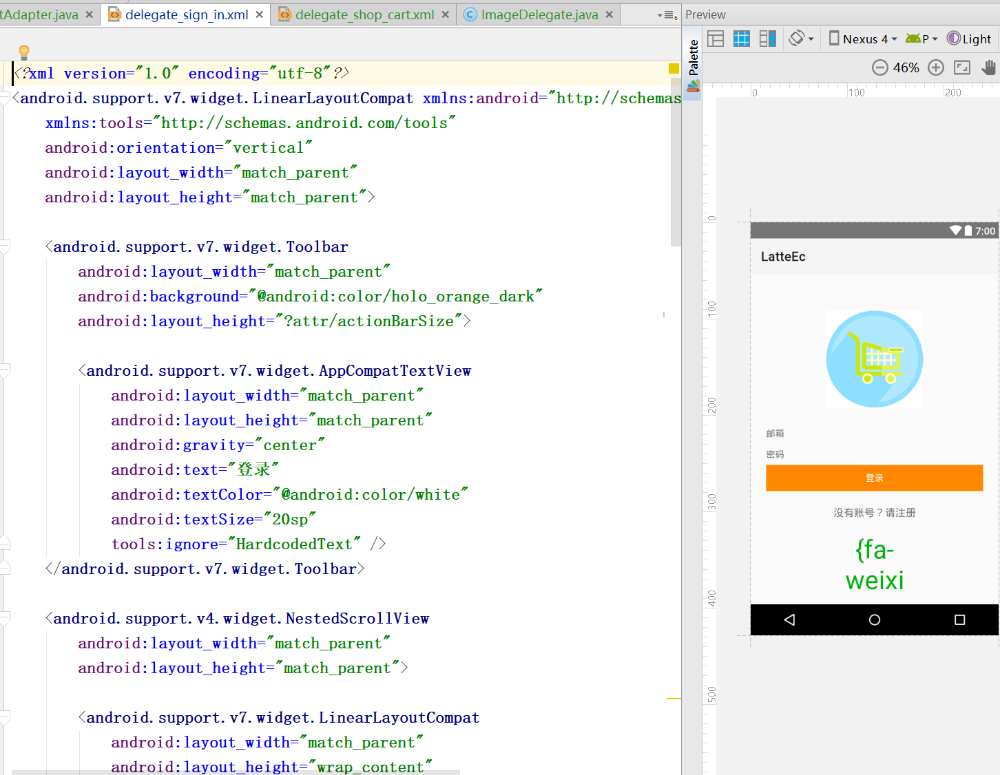 tAdapter.java
delegate_sign_in.xml
delegate_shop_cart.xml
ImageDelegate.java
6
Preview
<?xml version="1.0" encoding="utf-8"?>
<android.support.v7.widget.LinearLayoutCompat xmlns:android="http://schemas
xmlns:tools="http://schemas.android.com/tools"
android:orientation="vertical"
android:layout_width="match_parent"
android:layout_height="match_parent">
<android.support.v7.widget.Toolbar
android:layout_width="match_parent"
android:background="@android:color/holo_orange_dark"
android:layout_height="?attr/actionBarSize">
<android.support.v7.widget.AppCompatTextView
android:layout_width="match_parent"
android:layout_height="match_parent"
android:gravity="center"
android:text="登录"
android:textColor="@android:color/white"
android:textSize="20sp"
tools:ignore="HardcodedText" />
</android.support.v7.widget.Toolbar>
<android.support.v4.widget.NestedScrollView
android:layout_width="match_parent"
android:layout_height="match_parent">
<android.support.v7.widget.LinearLayoutCompat
android:layout_width="match_parent"
android:layout_height="wrap_content"
Palette
Nexus 4
P
Light
46%
0
100
200
0
100
200
300
400
500
7:00
LatteEc
邮箱
密码
登录
没有账号？请注册
{fa-
weixi